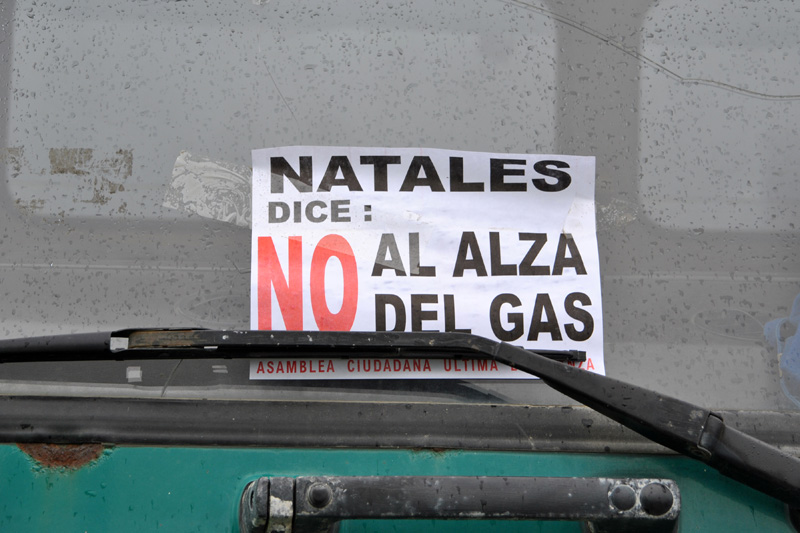 NATALES
DICE :
NO AL ALZA
DEL GAS
ASAMBLEA CIUDADANA ULTIMA